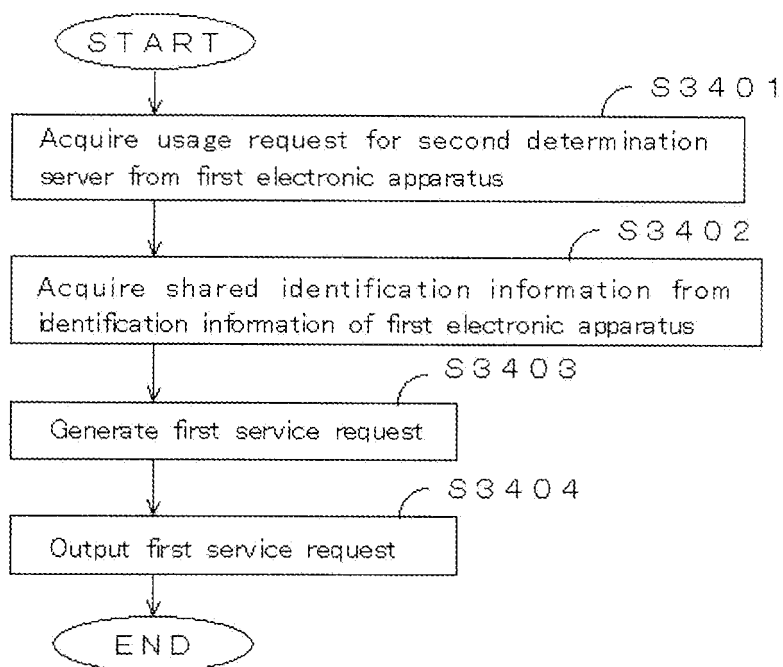 START
S3401
Acquire usage request for second determination
server from first electronic apparatus
S3402
Acquire shared identification information from
identification information of first electronic apparatus
S3403
Generate first service request
S3404
Output first service request
END